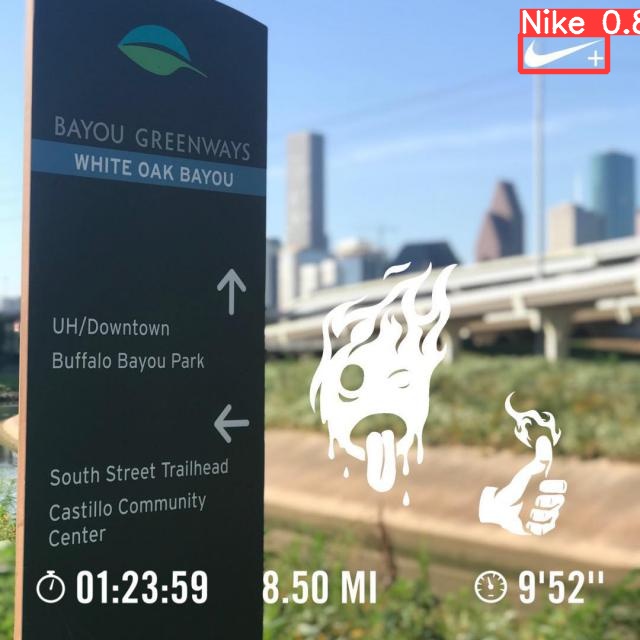 Nike 0.8
BAYOU GREENWAYS
WHITE OAK BAYOU
UH/Downtown
Buffalo Bayou Park
South Street Trailhead
Castillo Community
Center
01:23:59 8.50 MI 9'52"